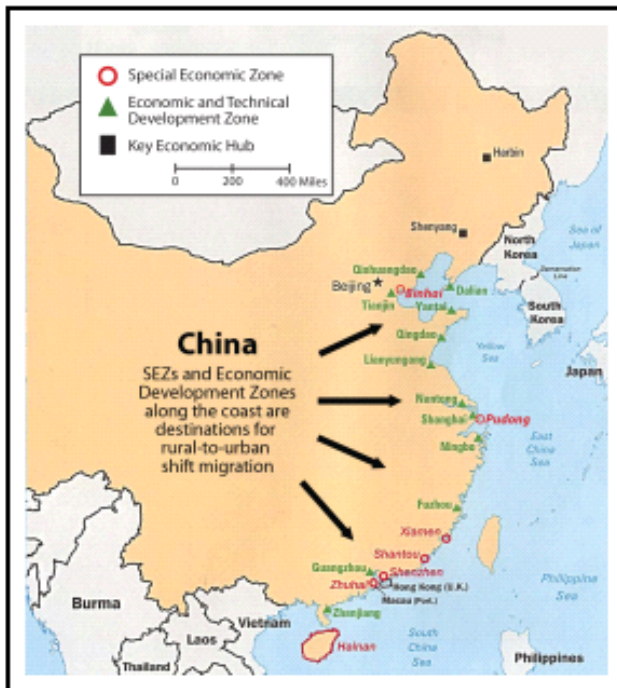 Special Economic Zone
Economic and Technical
Development Zone
Key Economic Hub
0 200 400 Miles
Harbin
Shenyang
North
Korea
Sea of
Japan
Demarcation
Line
South
Korea
Qinhuangdao
Beijing
Binhai
Dalian
Tianjin
Yantai
Qingdao
Yellow
Sea
Japan
Lianyungang
China
SEZs and Economic
Development Zones
along the coast are
destinations for
rural-to-urban
shift migration
Nantong
Shanghai
Pudong
Ningbo
East
China
Sea
Fuzhou
Xiamen
Shantou
Guangzhou
Shenzhen
Zhuhai
Hong Kong (U.K.)
Macau (Port.)
Zhanjiang
Hainan
Burma
Vietnam
Laos
Thailand
South
China
Sea
Philippine
Sea
Philippines